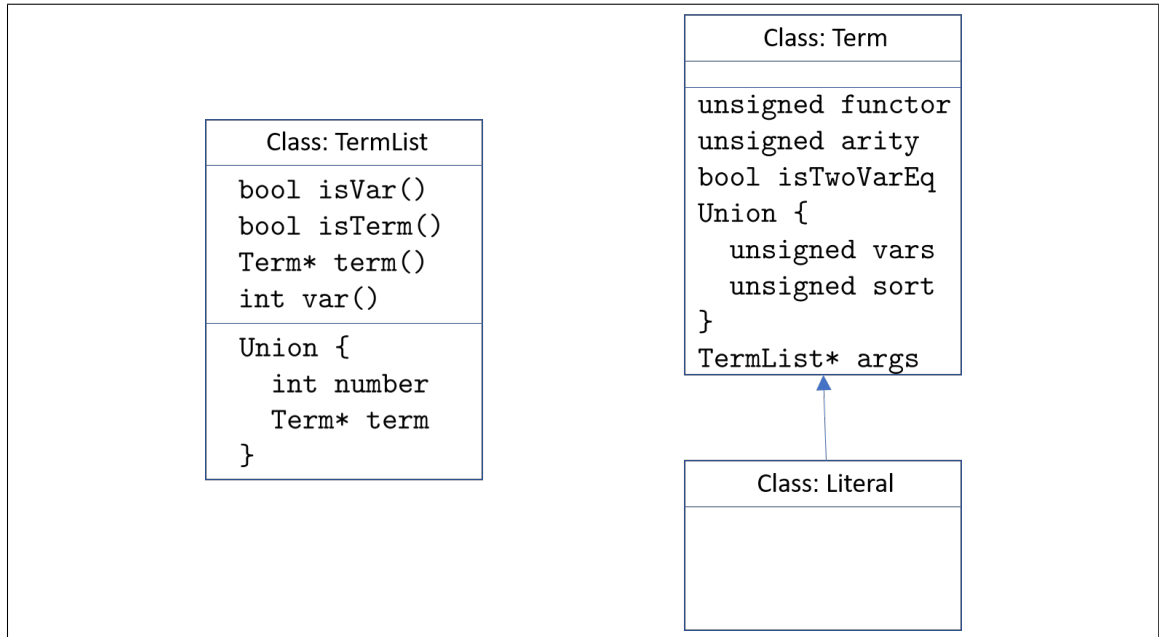 Class: TermList
bool isVar()
bool isTerm()
Term* term()
int var()
Union {
int number
Term* term
}
Class: Term
unsigned functor
unsigned arity
bool isTwoVarEq
Union {
unsigned vars
unsigned sort
}
TermList* args
Class: Literal